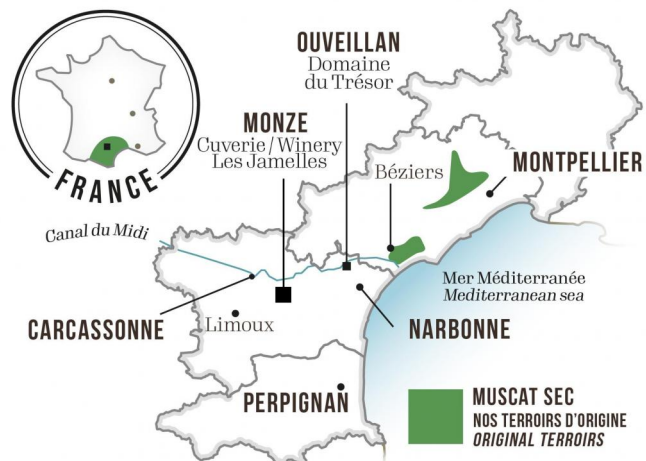 FRANCE
OUVEILLAN
Domaine
du Trésor
MONZE
Cuverie / Winery
Les Jamelles
Béziers
MONTPELLIER
Canal du Midi
Mer Méditerranée
Mediterranean sea
CARCASSONNE
Limoux
NARBONNE
PERPIGNAN
MUSCAT SEC
NOS TERROIRS D'ORIGINE
ORIGINAL TERROIRS